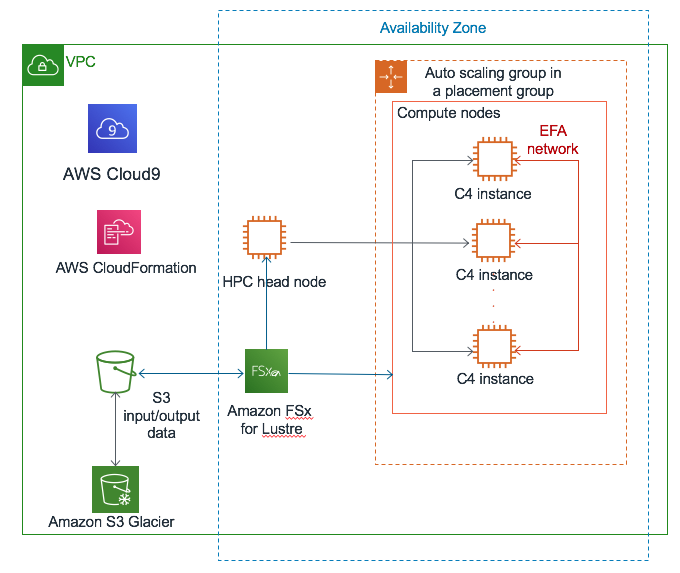 Availability Zone
VPC
Auto scaling group in
a placement group
Compute nodes
EFA
network
9
AWS Cloud9
C4 instance
AWS CloudFormation
HPC head node
C4 instance
.
.
.
C4 instance
FSx
S3
input/output
data
Amazon FSx
for Lustre
Amazon S3 Glacier